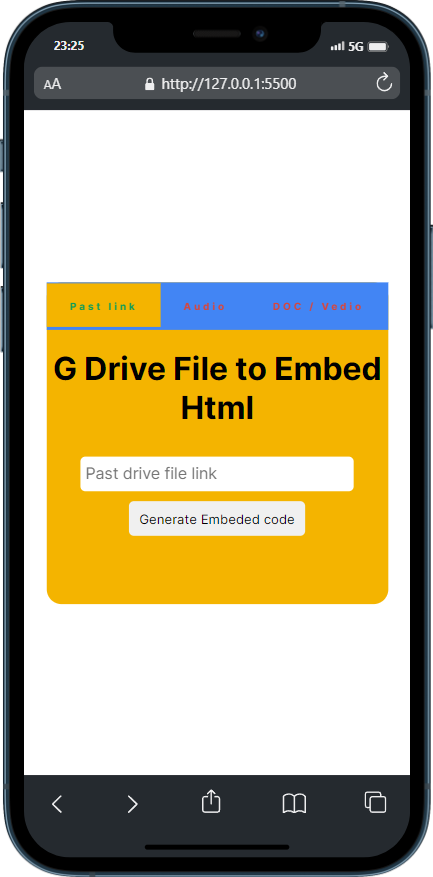 23:25 5G
AA http://127.0.0.1:5500
Past link Audio DOC / Vedio
G Drive File to Embed
Html
Past drive file link
Generate Embeded code